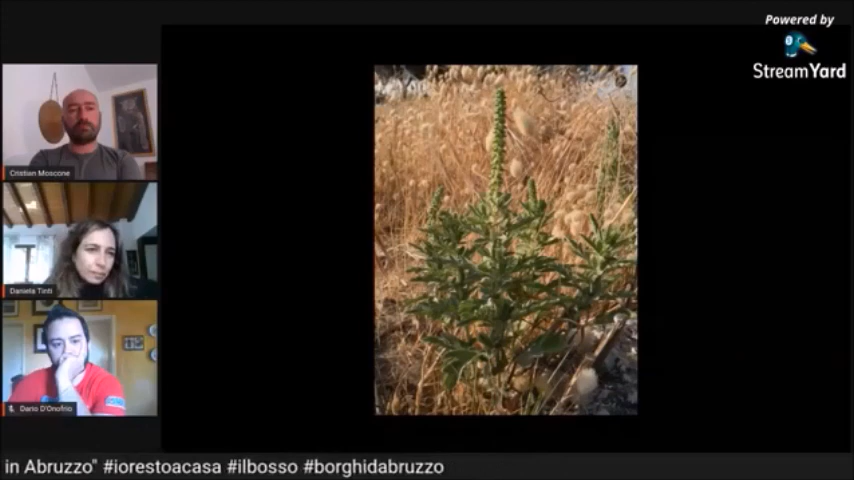 Powered by
StreamYard
Cristian Moscone
Daniela Tinti
Dario D'Onofrio
in Abruzzo" #iorestoacasa #ilbosso #borghidabruzzo